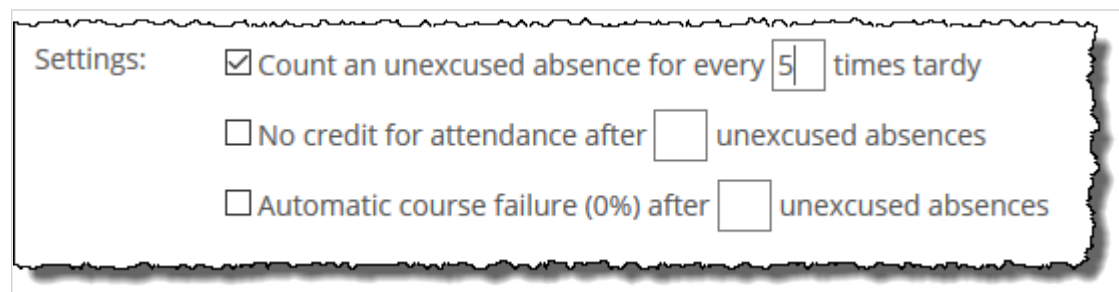 Settings: Count an unexcused absence for every 5 times tardy
No credit for attendance after unexcused absences
Automatic course failure (0%) after unexcused absences